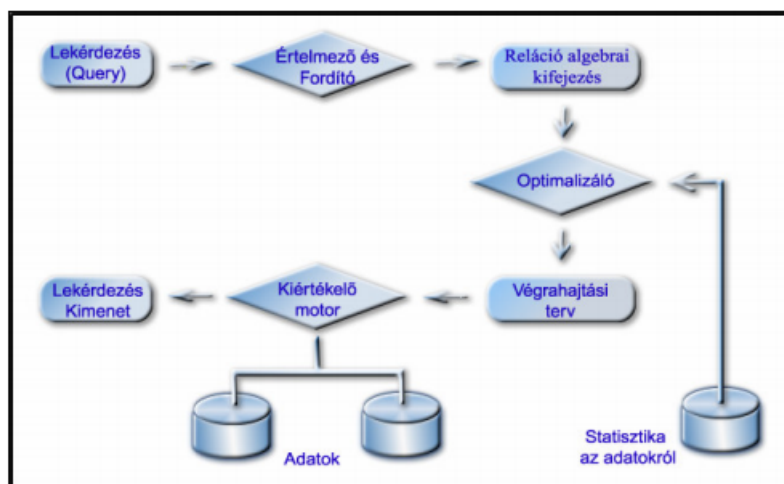 Lekérdezés
(Query)
Értelmező és
Fordító
Reláció algebrai
kifejezés
Optimalizáló
Végrahajtási
terv
Kiértékelő
motor
Lekérdezés
Kimenet
Adatok
Statisztika
az adatokról